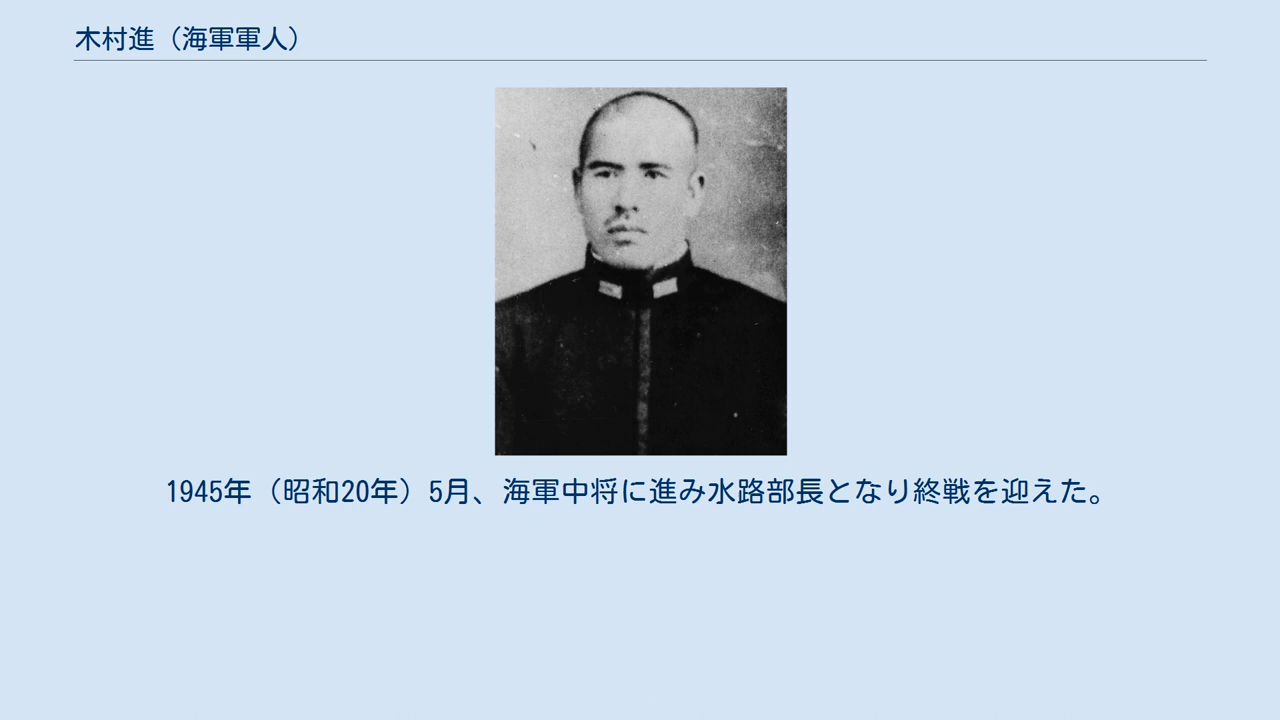 木村進（海軍軍人）
1945年（昭和20年）5月、海軍中将に進み水路部長となり終戦を迎えた。